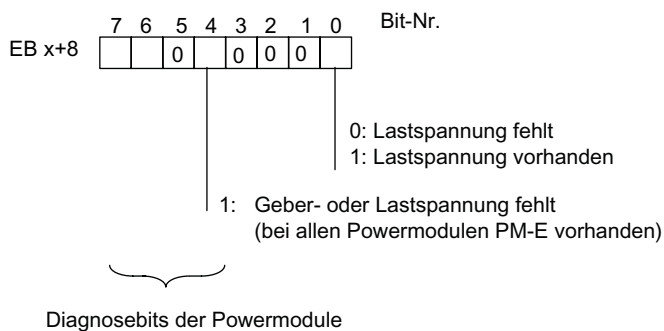 7 6 5 4 3 2 1 0 Bit-Nr.
EB x+8 0 0 0 0
0: Lastspannung fehlt
1: Lastspannung vorhanden
1: Geber- oder Lastspannung fehlt
(bei allen Powermodulen PM-E vorhanden)
Diagnosebits der Powermodule